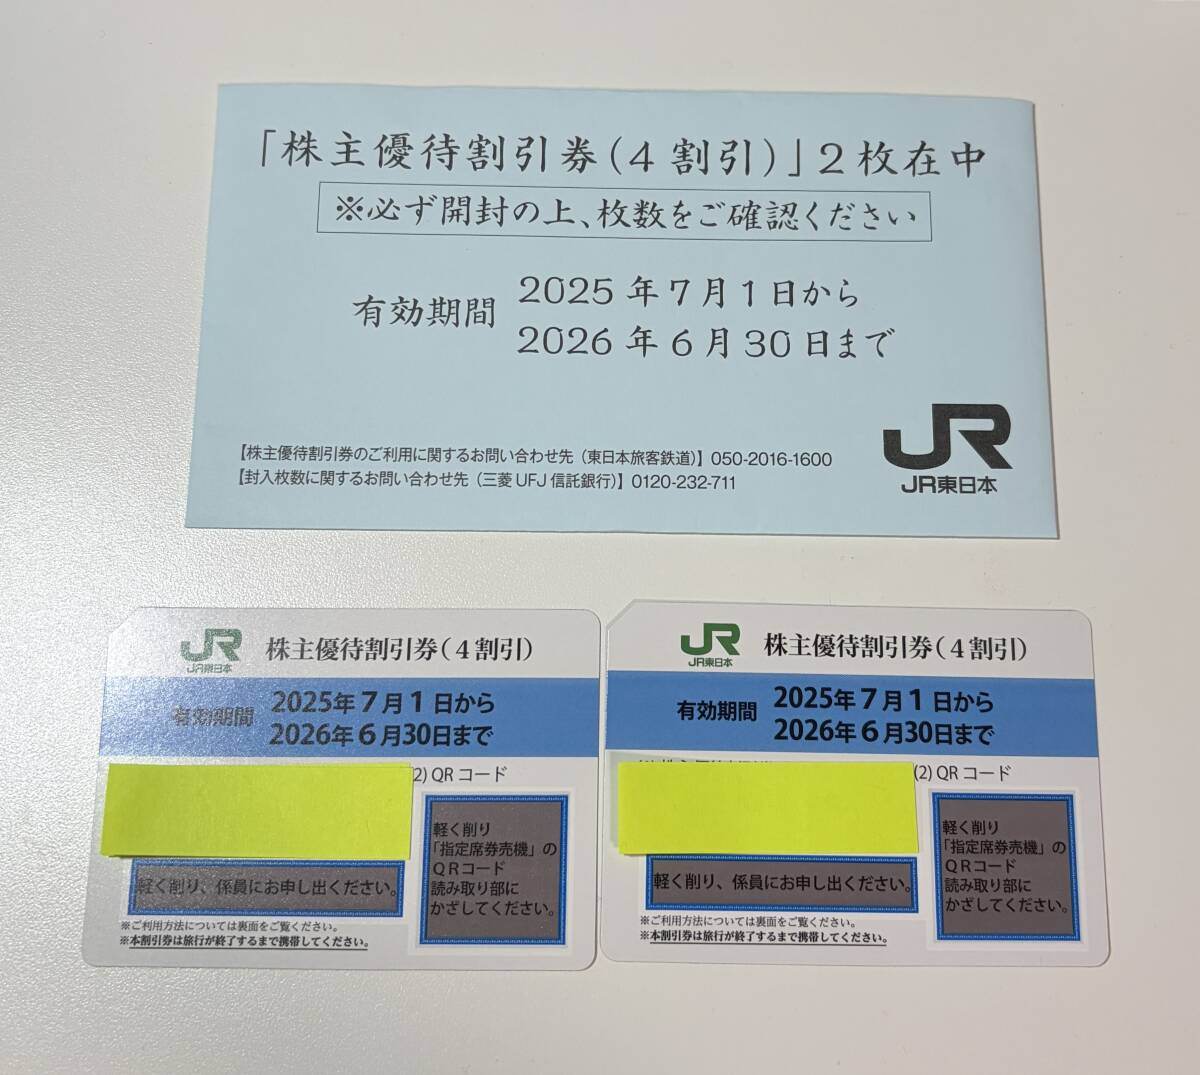 「株主優待割引券(4割引)」2枚在中
※必ず開封の上、枚数をご確認ください
有効期間
2025年7月1日から
2026年6月30日まで
【株主優待割引券のご利用に関するお問い合わせ先（東日本旅客鉄道）】050-2016-1600
【封入枚数に関するお問い合わせ先（三菱UFJ信託銀行）】0120-232-711
JR
JR東日本
JR
JR東日本
株主優待割引券(4割引)
有効期間
2025年7月1日から
2026年6月30日まで
(2) QRコード
軽く削り
「指定席券売機」の
QRコード
読み取り部に
かざしてください。
軽く削り、係員にお申し出ください。
※ご利用方法については裏面をご覧ください。
※本割引券は旅行が終了するまで携帯してください。
JR
JR東日本
株主優待割引券(4割引)
有効期間
2025年7月1日から
2026年6月30日まで
(2) QRコード
軽く削り
「指定席券売機」の
QRコード
読み取り部に
かざしてください。
軽く削り、係員にお申し出ください。
※ご利用方法については裏面をご覧ください。
※本割引券は旅行が終了するまで携帯してください。